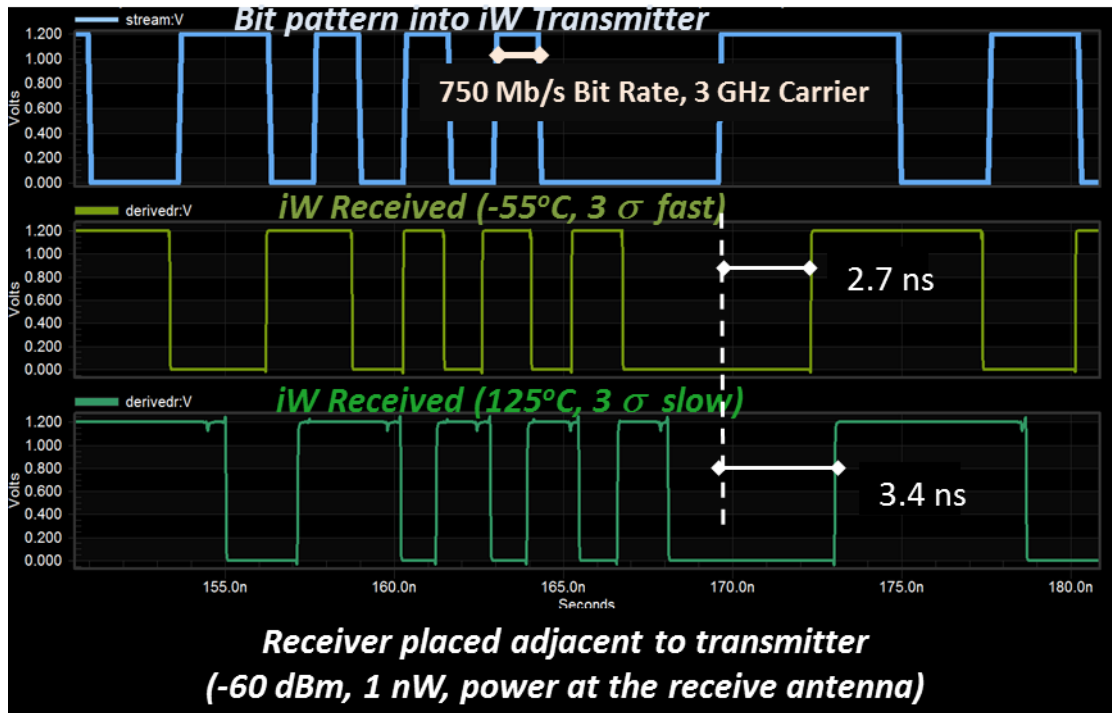 Bit pattern into iW Transmitter
stream:V
1.200
1.000
0.800
0.600
0.400
0.200
0.000
Volts
750 Mb/s Bit Rate, 3 GHz Carrier
iW Received (-55°C, 3 σ fast)
derivedr:V
1.200
1.000
0.800
0.600
0.400
0.200
0.000
Volts
2.7 ns
iW Received (125°C, 3 σ slow)
derivedr:V
1.200
1.000
0.800
0.600
0.400
0.200
0.000
Volts
3.4 ns
155.0n 160.0n 165.0n 170.0n 175.0n 180.0n
Seconds
Receiver placed adjacent to transmitter
(-60 dBm, 1 nW, power at the receive antenna)